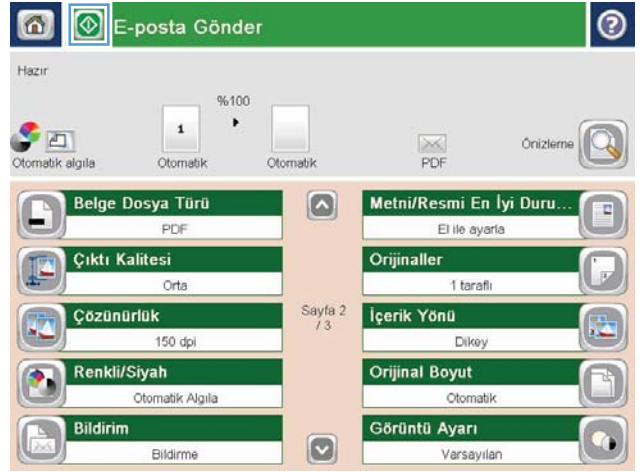 E-posta Gönder
Hazır
%100
1
Otomatik algıla
Otomatik
Otomatik
PDF
Önizleme
Belge Dosya Türü
PDF
Çıktı Kalitesi
Orta
Çözünürlük
150 dpi
Renkli/Siyah
Otomatik Algıla
Bildirim
Bildirme
Sayfa 2
/ 3
Metni/Resmi En İyi Duru...
El ile ayarla
Orijinaller
1 taraflı
İçerik Yönü
Dikey
Orijinal Boyut
Otomatik
Görüntü Ayarı
Varsayılan